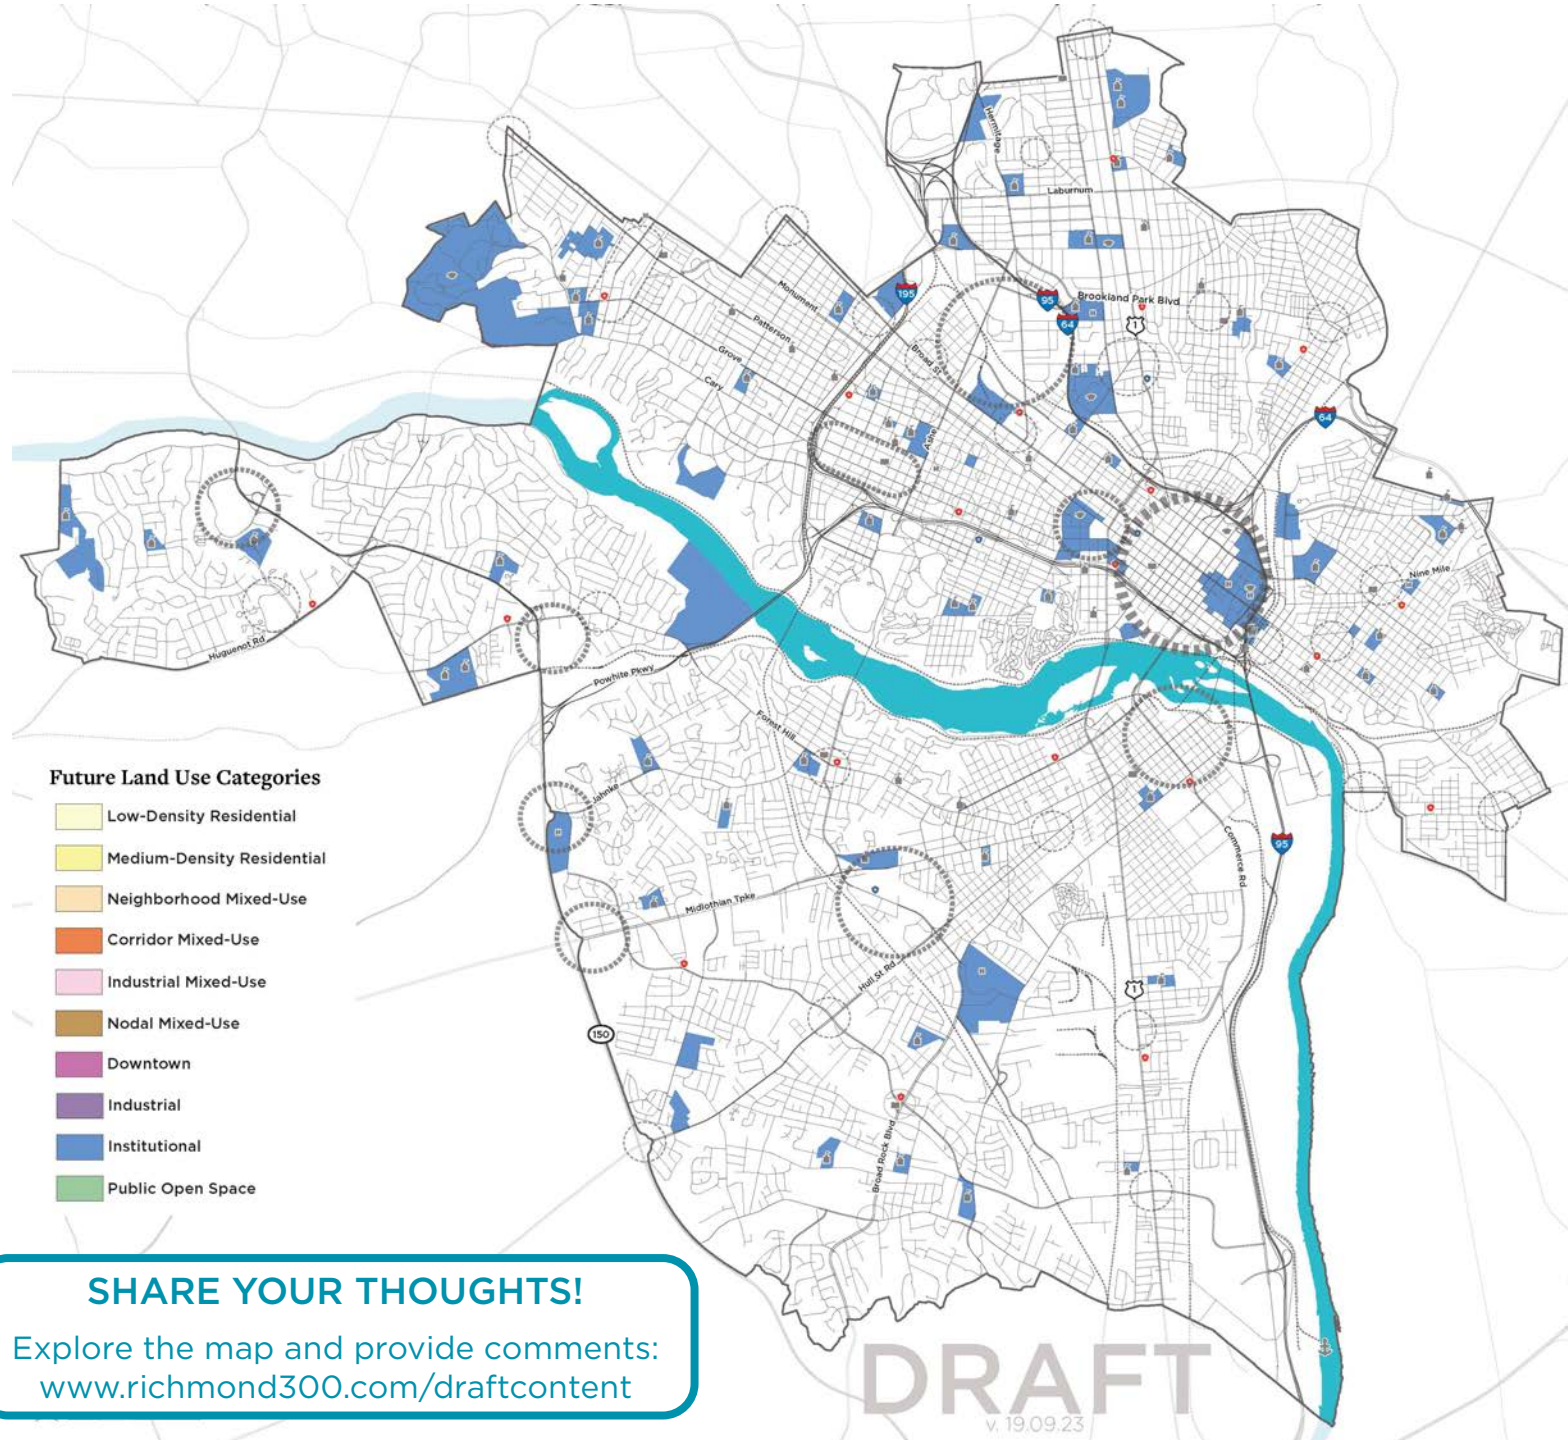 Hermitage
Laburnum
195
95
Brookland Park Blvd
64
1
Monument
Patterson
Broad St
Grove
Cary
Ashe
64
Nine Mile
Huguenot Rd
Powhite Pkwy
Forest Hill
Jahnke
Commerce Rd
95
Midlothian Tpke
Hull St Rd
1
150
Broad Rock Blvd
Future Land Use Categories
Low-Density Residential
Medium-Density Residential
Neighborhood Mixed-Use
Corridor Mixed-Use
Industrial Mixed-Use
Nodal Mixed-Use
Downtown
Industrial
Institutional
Public Open Space
SHARE YOUR THOUGHTS!
Explore the map and provide comments:
www.richmond300.com/draftcontent
DRAFT
v. 19.09.23